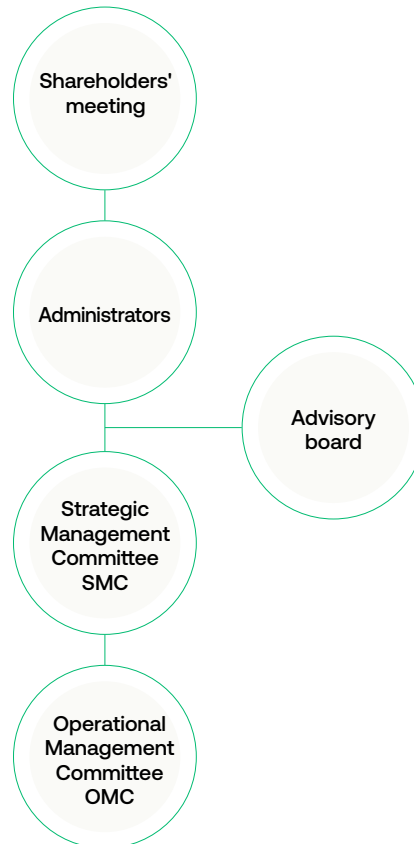 Shareholders'
meeting
Administrators
Advisory
board
Strategic
Management
Committee
SMC
Operational
Management
Committee
OMC